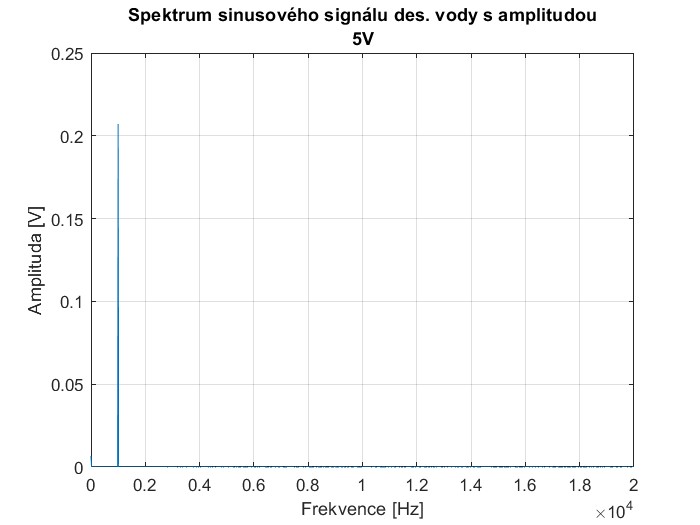 Spektrum sinusového signálu des. vody s amplitudou
5V
0.25
0.2
0.15
0.1
0.05
0
Amplituda [V]
0 0.2 0.4 0.6 0.8 1 1.2 1.4 1.6 1.8 2
Frekvence [Hz]
×10⁴